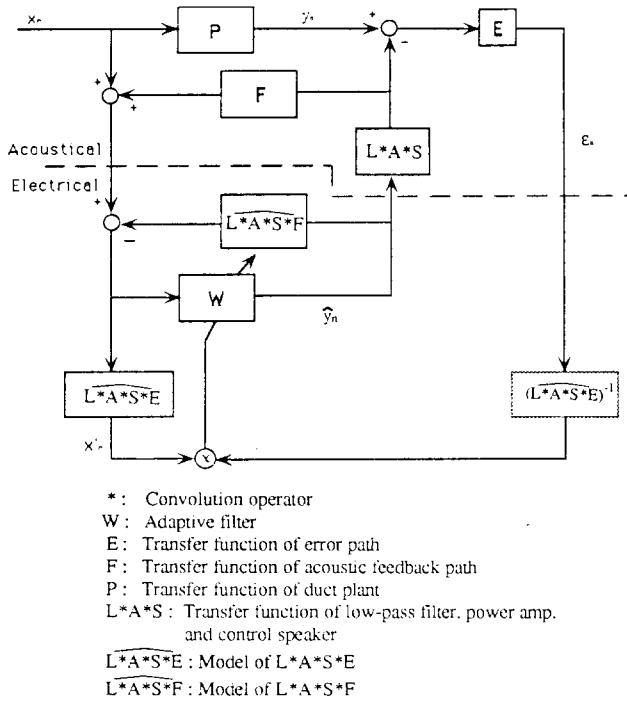 xₙ
P
yₙ
+
−
E
+
+
F
L*A*S
εₙ
Acoustical
Electrical
+
−
L*A*S*F
W
ŷₙ
L*A*S*E
(L*A*S*E)⁻¹
x'ₙ
x
* : Convolution operator
W : Adaptive filter
E : Transfer function of error path
F : Transfer function of acoustic feedback path
P : Transfer function of duct plant
L*A*S : Transfer function of low-pass filter, power amp.
and control speaker
L*A*S*E : Model of L*A*S*E
L*A*S*F : Model of L*A*S*F